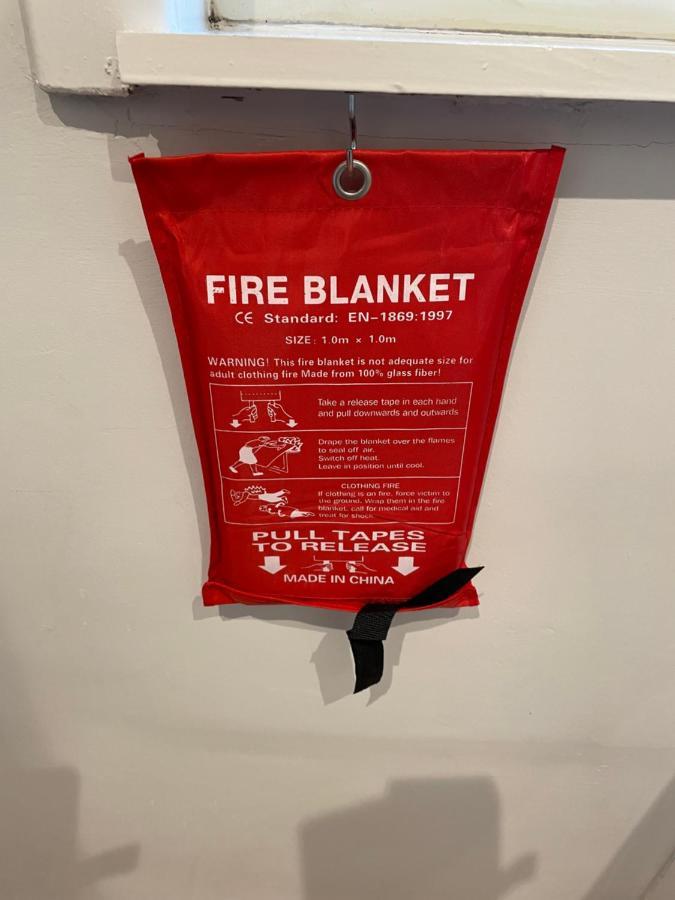 FIRE BLANKET
CE Standard: EN-1869:1997
SIZE: 1.0m × 1.0m
WARNING! This fire blanket is not adequate size for
adult clothing fire Made from 100% glass fiber!
Take a release tape in each hand
and pull downwards and outwards
Drape the blanket over the flames
to seal off air.
Switch off heat.
Leave in position until cool.
CLOTHING FIRE
If clothing is on fire, force victim to
the ground. Wrap them in the fire
blanket, call for medical aid and
treat for shock.
PULL TAPES
TO RELEASE
MADE IN CHINA